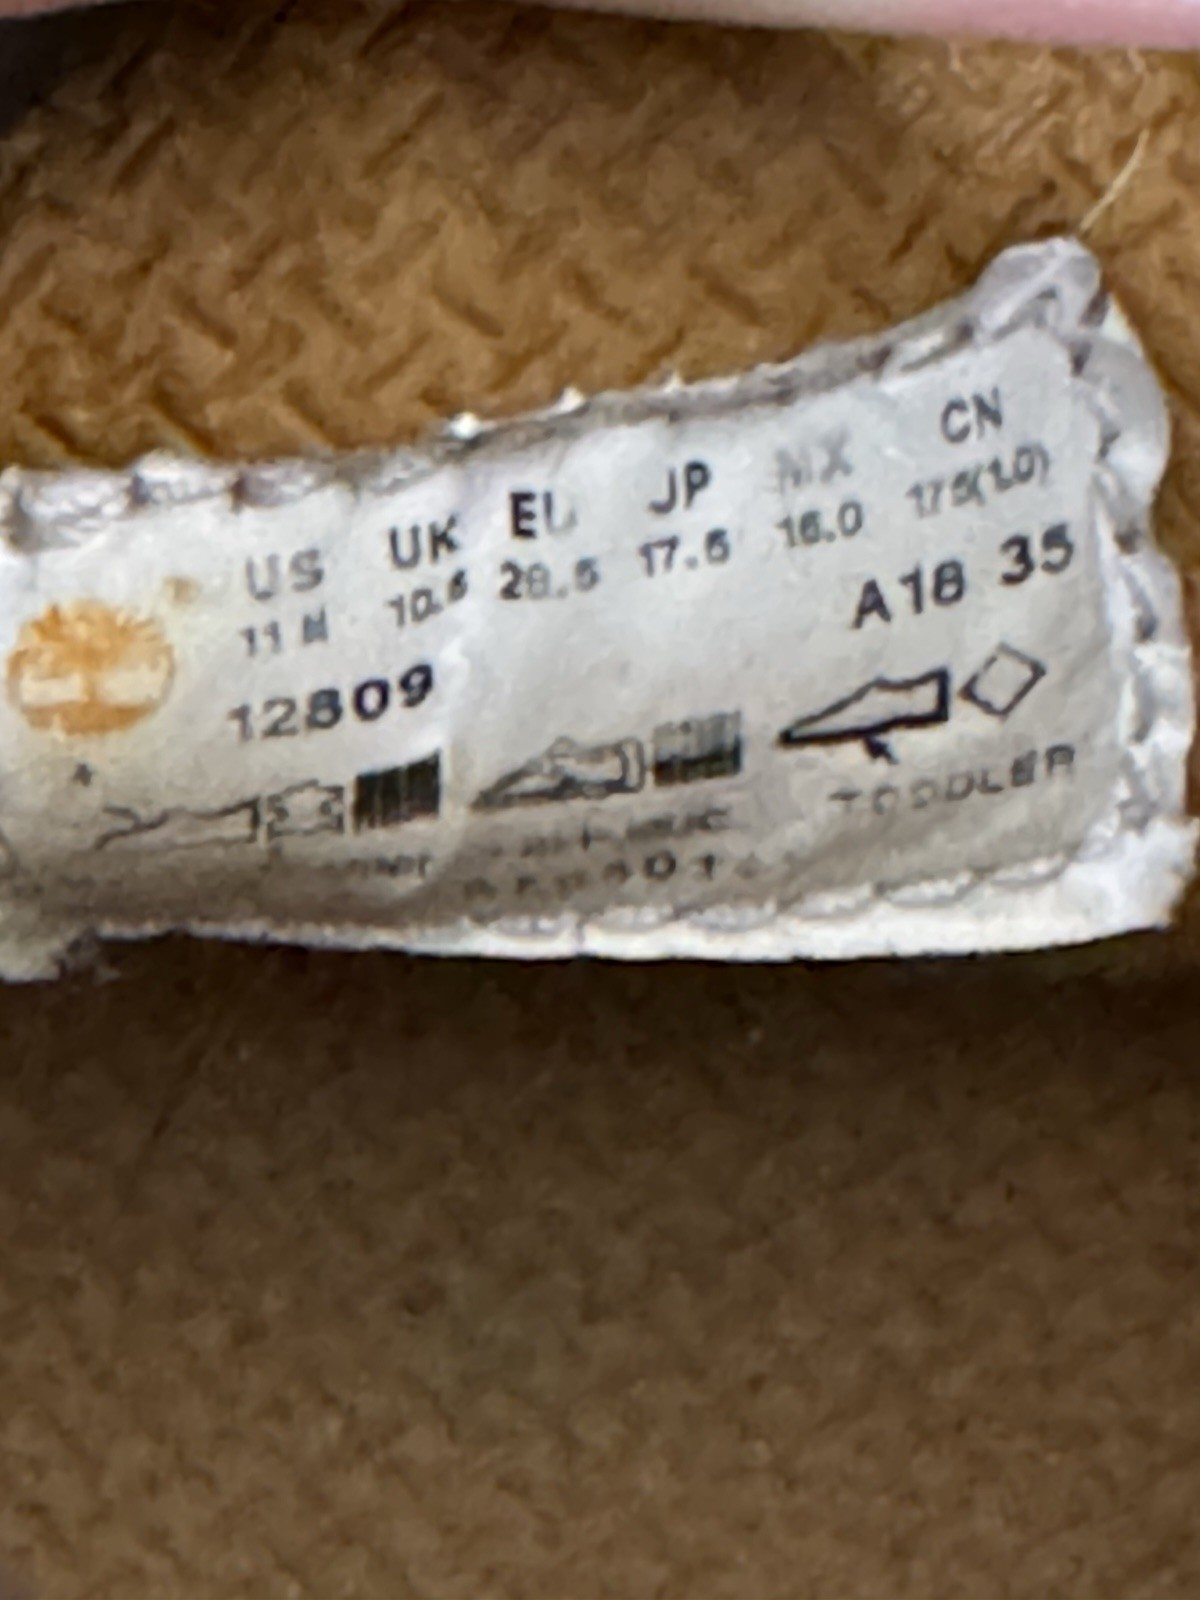 US UK EU JP MX CN
11 M 10.5 28.5 17.5 16.0 175(1.0)
12809 A18 35
TODDLER